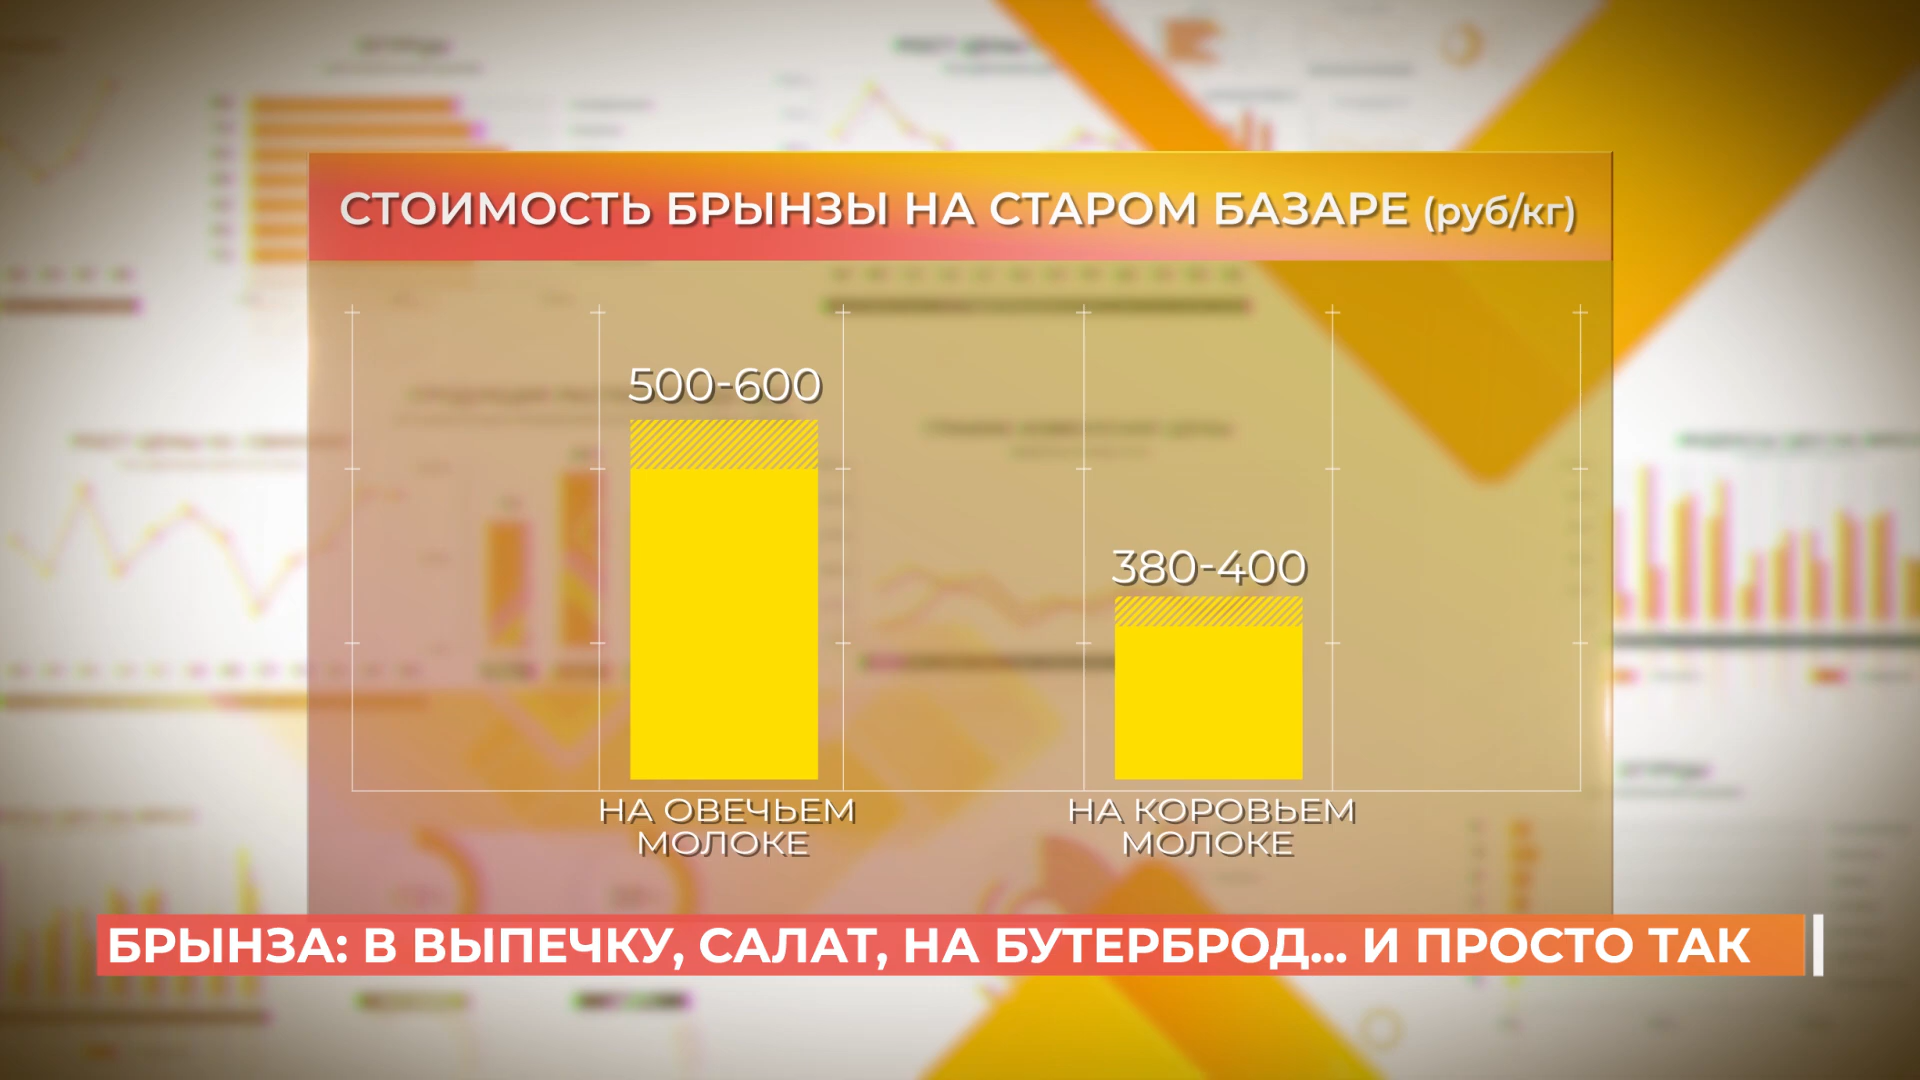 СТОИМОСТЬ БРЫНЗЫ НА СТАРОМ БАЗАРЕ (руб/кг)
500-600
380-400
НА ОВЕЧЬЕМ
МОЛОКЕ
НА КОРОВЬЕМ
МОЛОКЕ
БРЫНЗА: В ВЫПЕЧКУ, САЛАТ, НА БУТЕРБРОД... И ПРОСТО ТАК